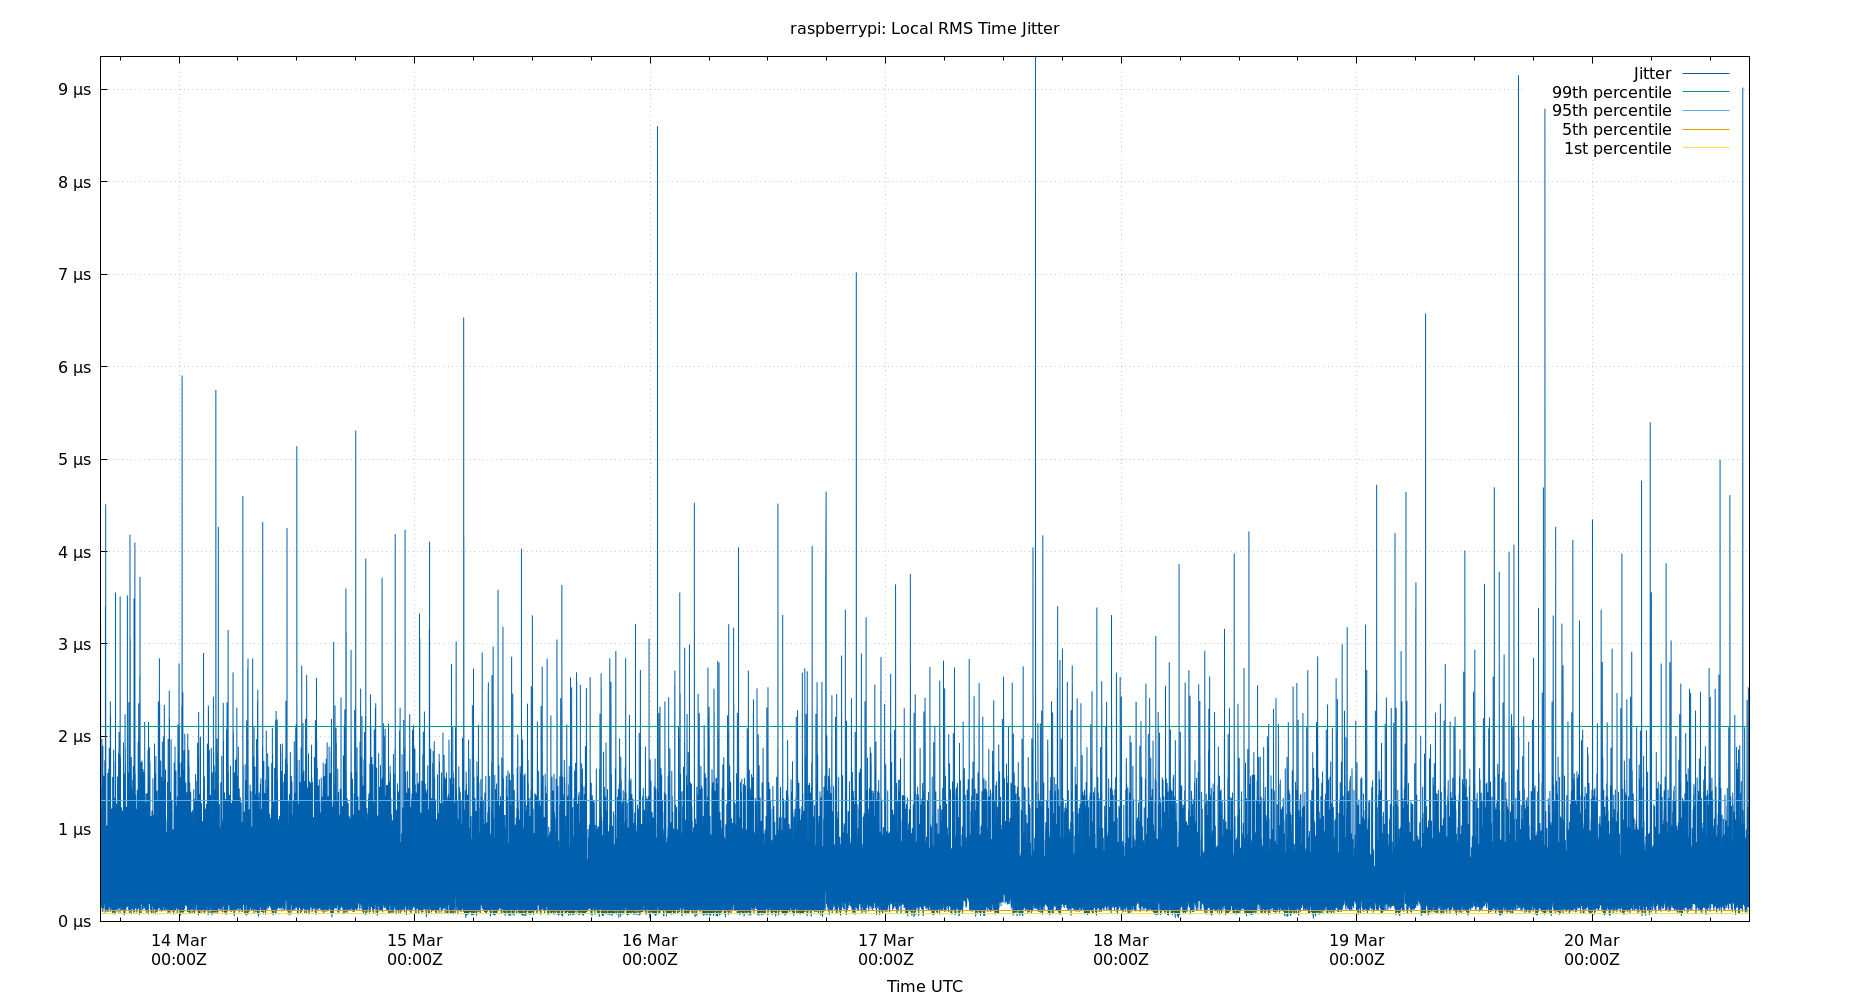 raspberrypi: Local RMS Time Jitter
9 µs
8 µs
7 µs
6 µs
5 µs
4 µs
3 µs
2 µs
1 µs
0 µs
Jitter
99th percentile
95th percentile
5th percentile
1st percentile
14 Mar
00:00Z
15 Mar
00:00Z
16 Mar
00:00Z
17 Mar
00:00Z
18 Mar
00:00Z
19 Mar
00:00Z
20 Mar
00:00Z
Time UTC